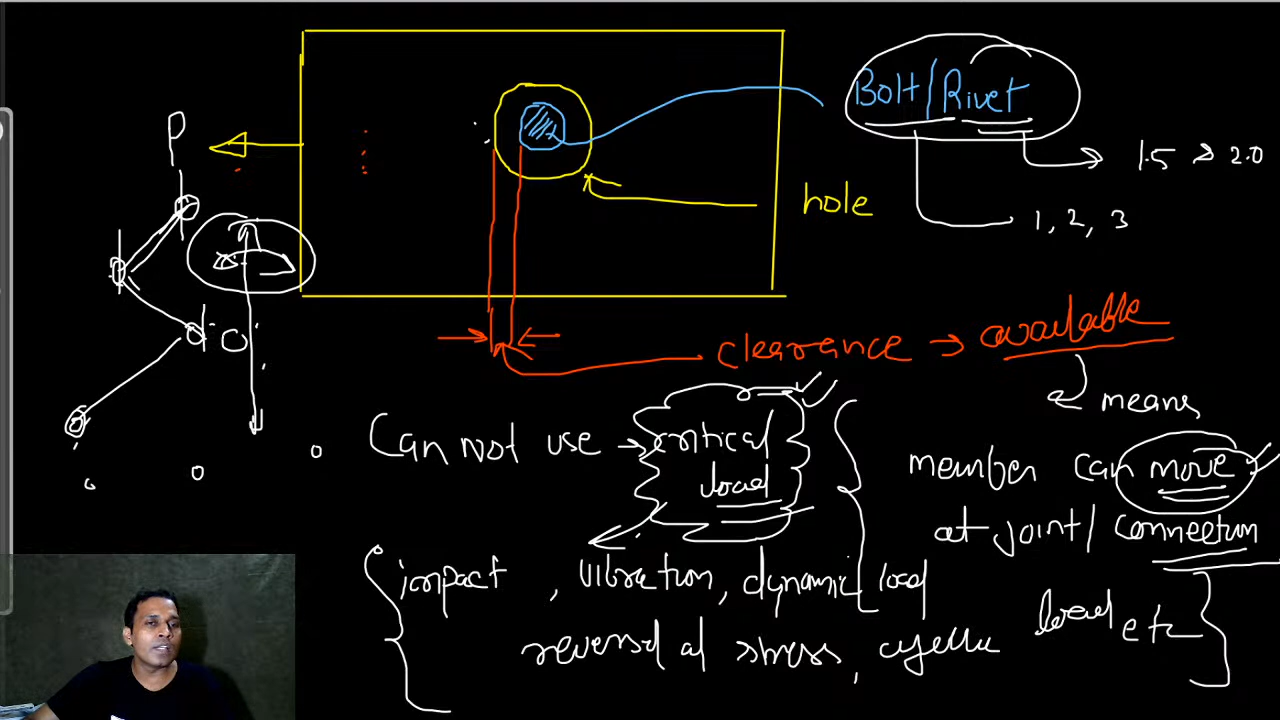 Bolt/Rivet
P
1.5 2.0
hole
1, 2, 3
clearance → available
means
Can not use → critical
load
member can move
at joint/connection
impact, vibration, dynamic load
reversal of stress, load etc